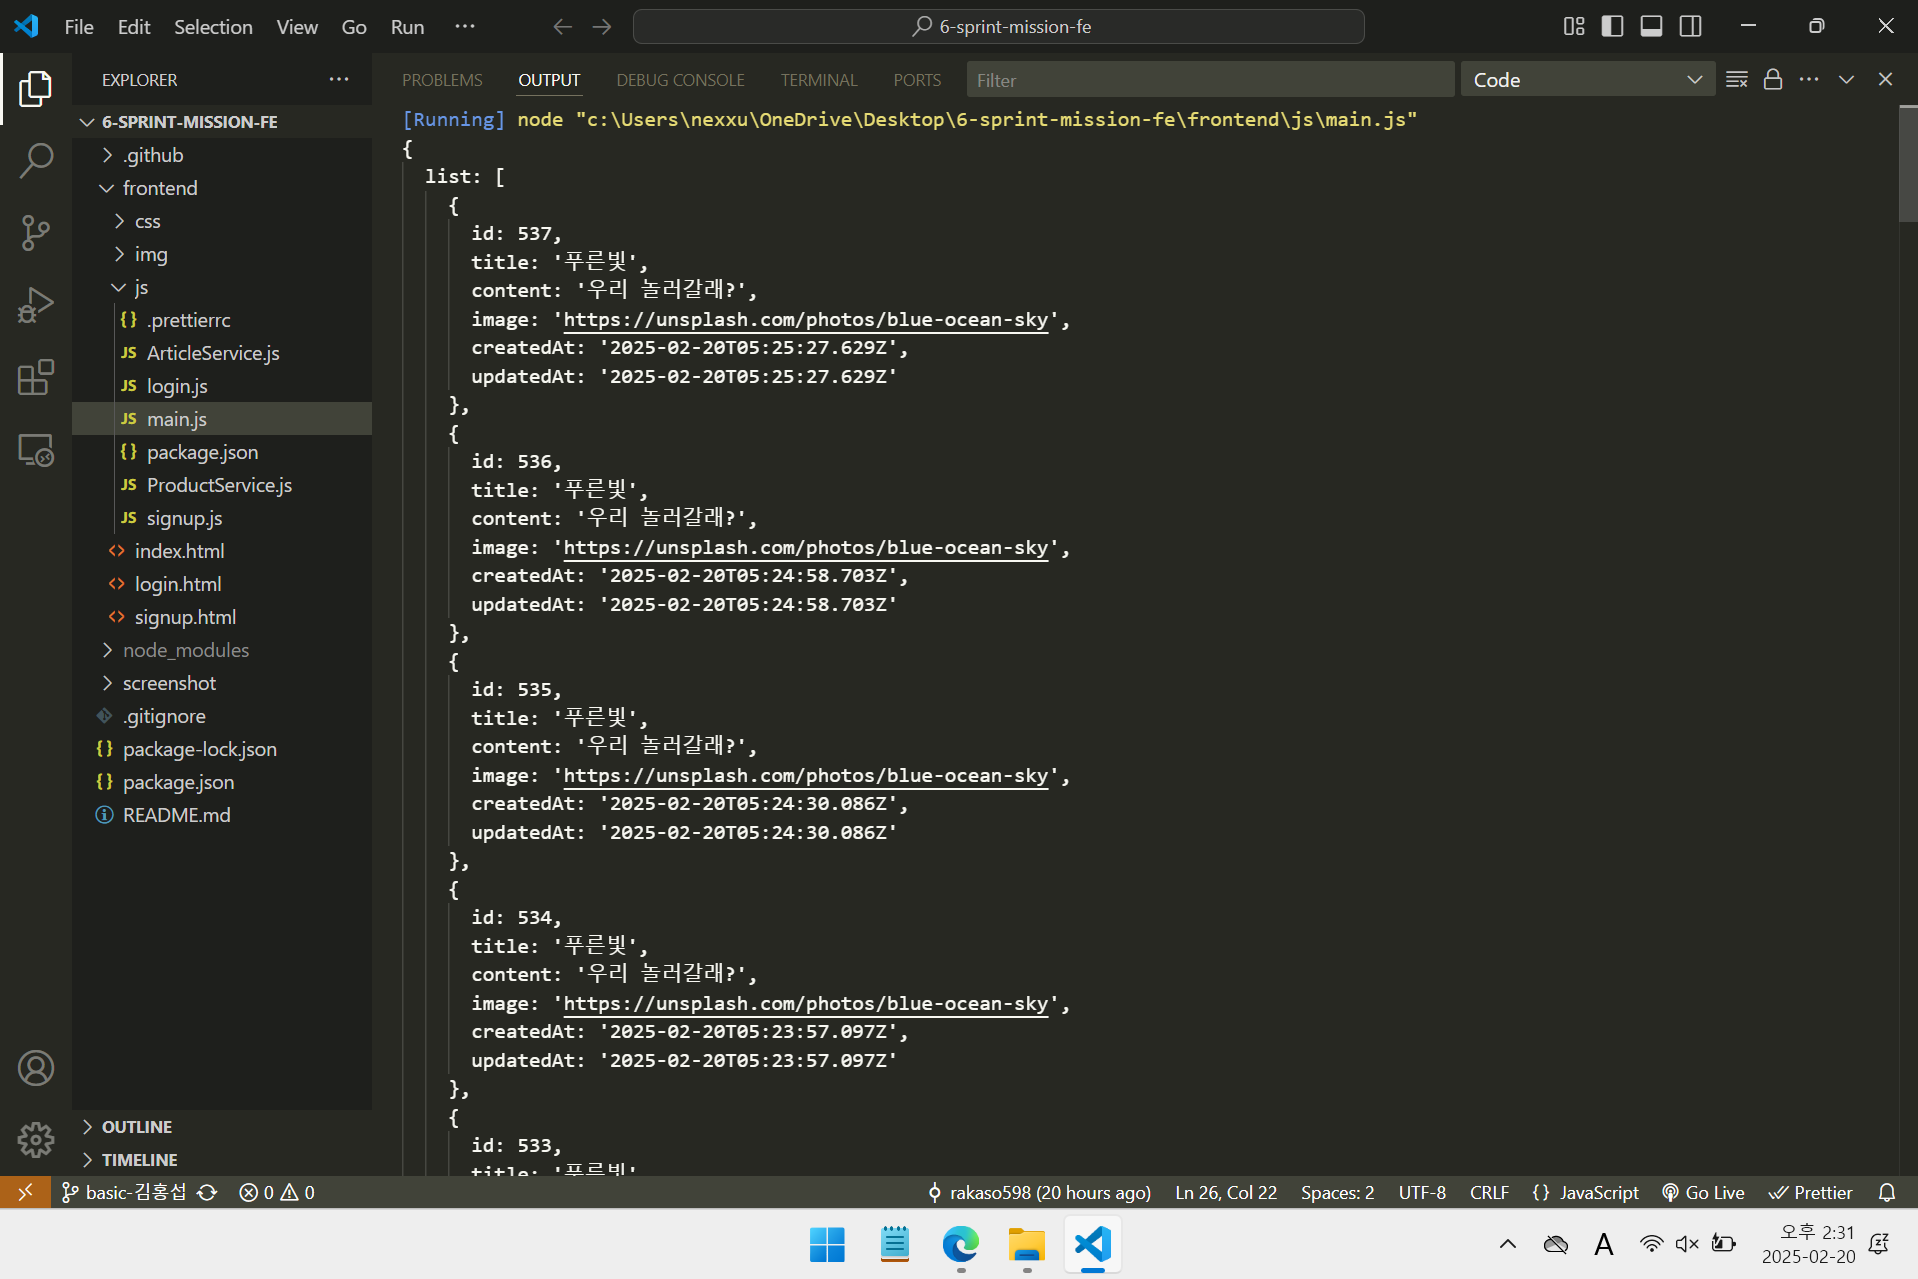 File Edit Selection View Go Run ··· 6-sprint-mission-fe
EXPLORER ···
6-SPRINT-MISSION-FE
.github
frontend
css
img
js
{} .prettierrc
JS ArticleService.js
JS login.js
JS main.js
{} package.json
JS ProductService.js
JS signup.js
<> index.html
<> login.html
<> signup.html
node_modules
screenshot
.gitignore
{} package-lock.json
{} package.json
README.md
OUTLINE
TIMELINE
PROBLEMS OUTPUT DEBUG CONSOLE TERMINAL PORTS Filter Code ···
[Running] node "c:\Users\nexxu\OneDrive\Desktop\6-sprint-mission-fe\frontend\js\main.js"
{
list: [
{
id: 537,
title: '푸른빛',
content: '우리 놀러갈래?',
image: 'https://unsplash.com/photos/blue-ocean-sky',
createdAt: '2025-02-20T05:25:27.629Z',
updatedAt: '2025-02-20T05:25:27.629Z'
},
{
id: 536,
title: '푸른빛',
content: '우리 놀러갈래?',
image: 'https://unsplash.com/photos/blue-ocean-sky',
createdAt: '2025-02-20T05:24:58.703Z',
updatedAt: '2025-02-20T05:24:58.703Z'
},
{
id: 535,
title: '푸른빛',
content: '우리 놀러갈래?',
image: 'https://unsplash.com/photos/blue-ocean-sky',
createdAt: '2025-02-20T05:24:30.086Z',
updatedAt: '2025-02-20T05:24:30.086Z'
},
{
id: 534,
title: '푸른빛',
content: '우리 놀러갈래?',
image: 'https://unsplash.com/photos/blue-ocean-sky',
createdAt: '2025-02-20T05:23:57.097Z',
updatedAt: '2025-02-20T05:23:57.097Z'
},
{
id: 533,
title: '푸른빛'
basic-김홍섭 0 0 rakaso598 (20 hours ago) Ln 26, Col 22 Spaces: 2 UTF-8 CRLF {} JavaScript Go Live Prettier
A 오후 2:31
2025-02-20